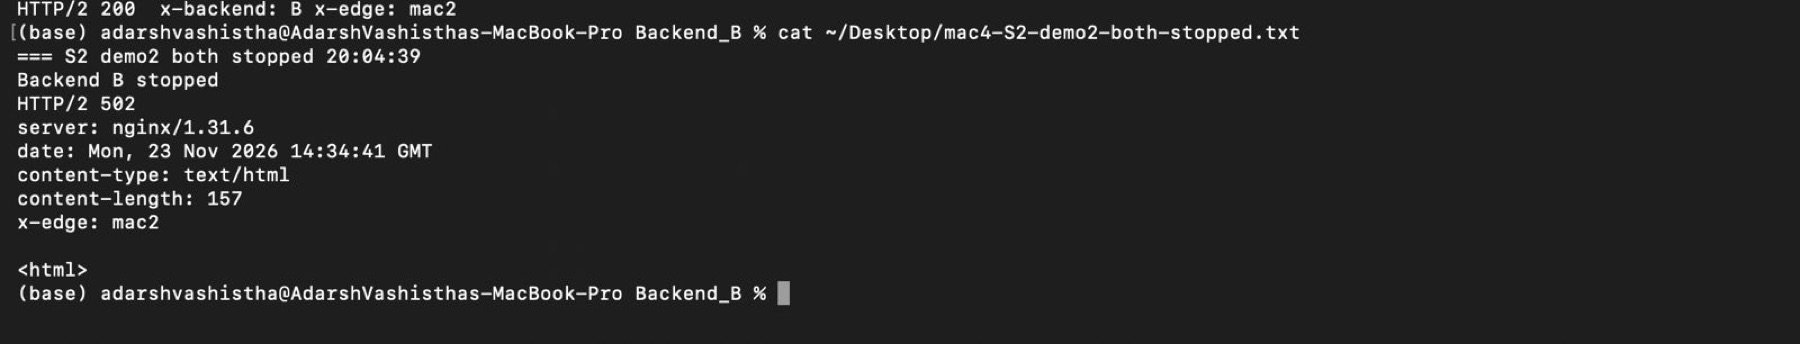 HTTP/2 200  x-backend: B x-edge: mac2
[(base) adarshvashistha@AdarshVashisthas-MacBook-Pro Backend_B % cat ~/Desktop/mac4-S2-demo2-both-stopped.txt
=== S2 demo2 both stopped 20:04:39
Backend B stopped
HTTP/2 502
server: nginx/1.31.6
date: Mon, 23 Nov 2026 14:34:41 GMT
content-type: text/html
content-length: 157
x-edge: mac2

<html>
(base) adarshvashistha@AdarshVashisthas-MacBook-Pro Backend_B %